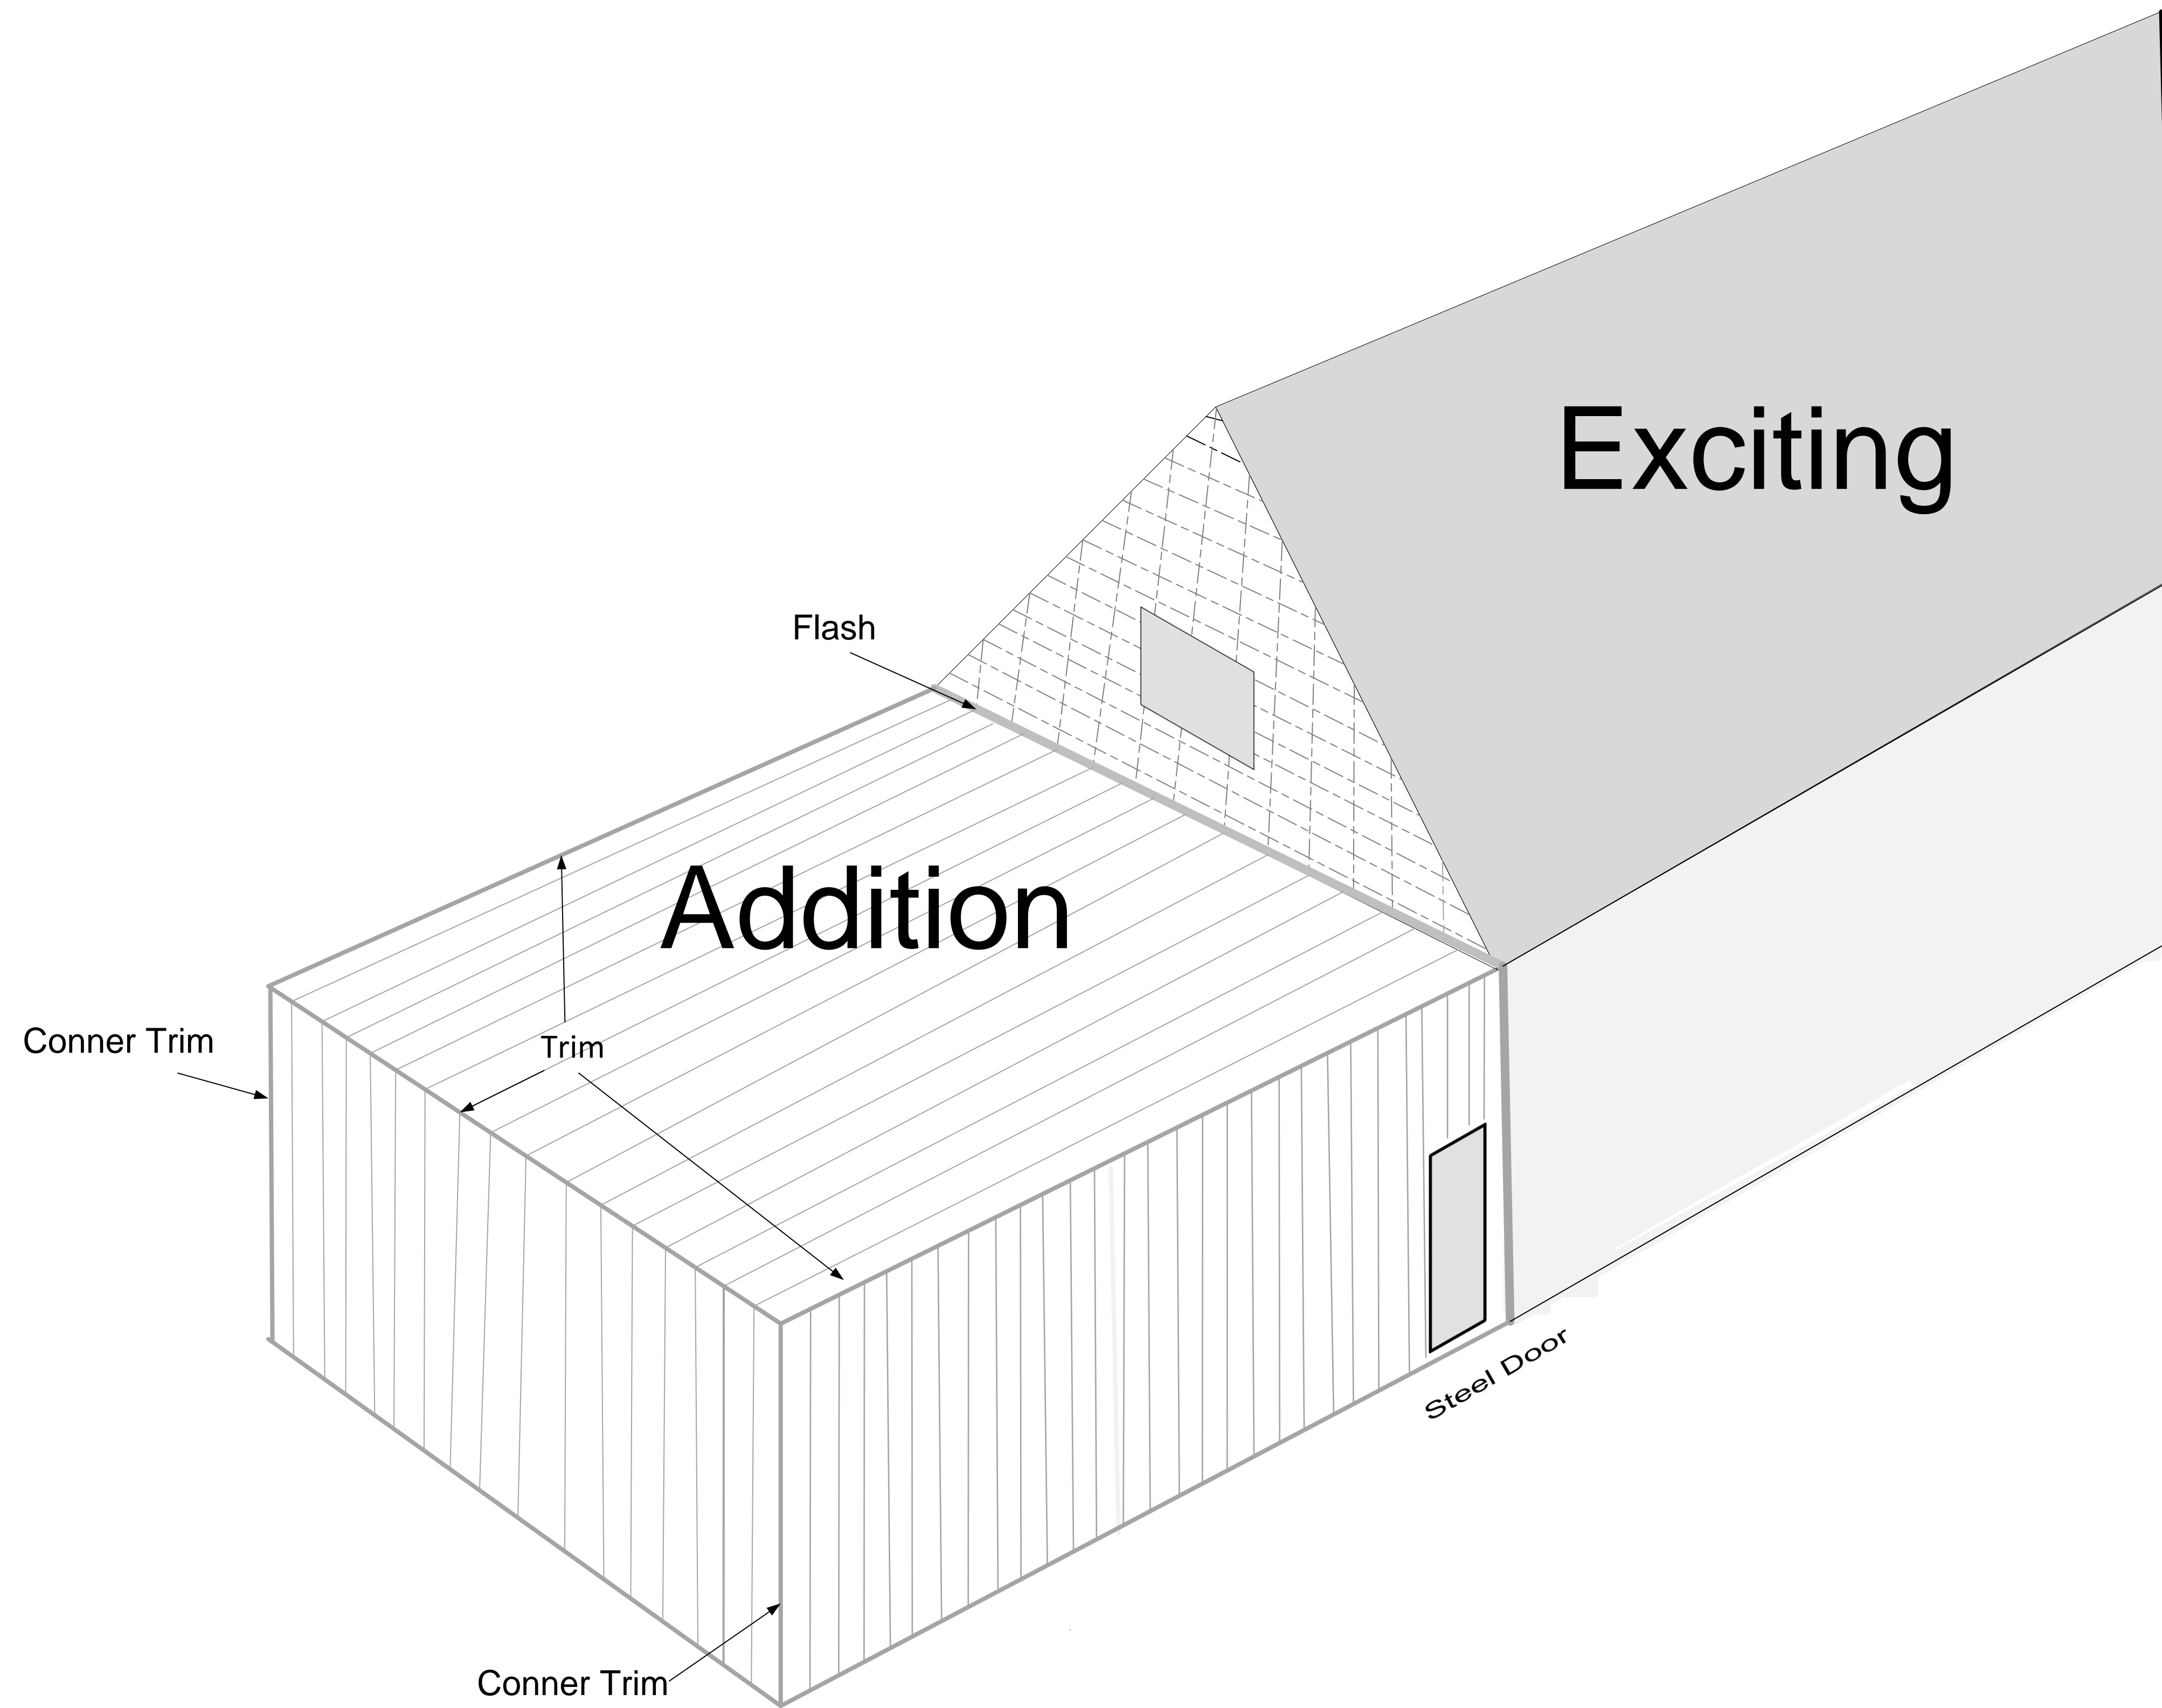 Exciting
Flash
Addition
Conner Trim
Trim
Steel Door
Conner Trim